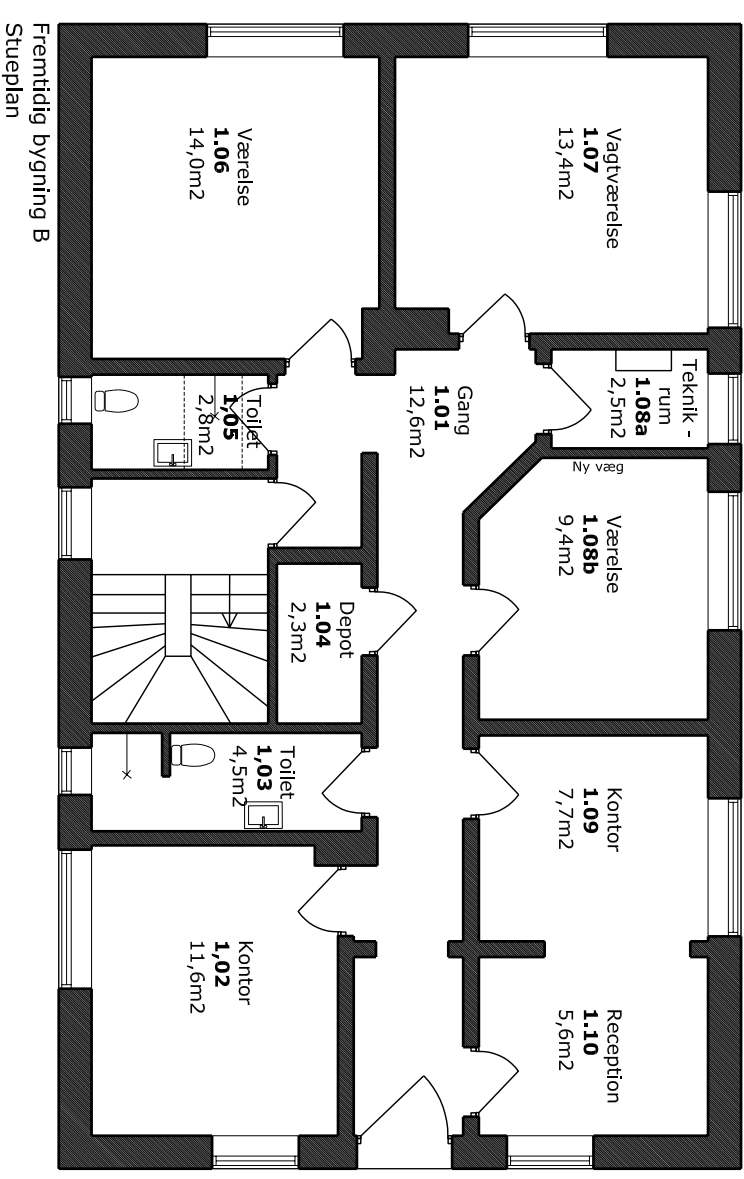 Fremtidig bygning B
Stueplan
Vagtværelse
1.07
13,4m2
Værelse
1.06
14,0m2
Teknik -
rum
1.08a
2,5m2
Gang
1.01
12,6m2
Toilet
1,05
2,8m2
Ny væg
Værelse
1.08b
9,4m2
Depot
1.04
2,3m2
Toilet
1,03
4,5m2
Kontor
1.09
7,7m2
Kontor
1,02
11,6m2
Reception
1.10
5,6m2